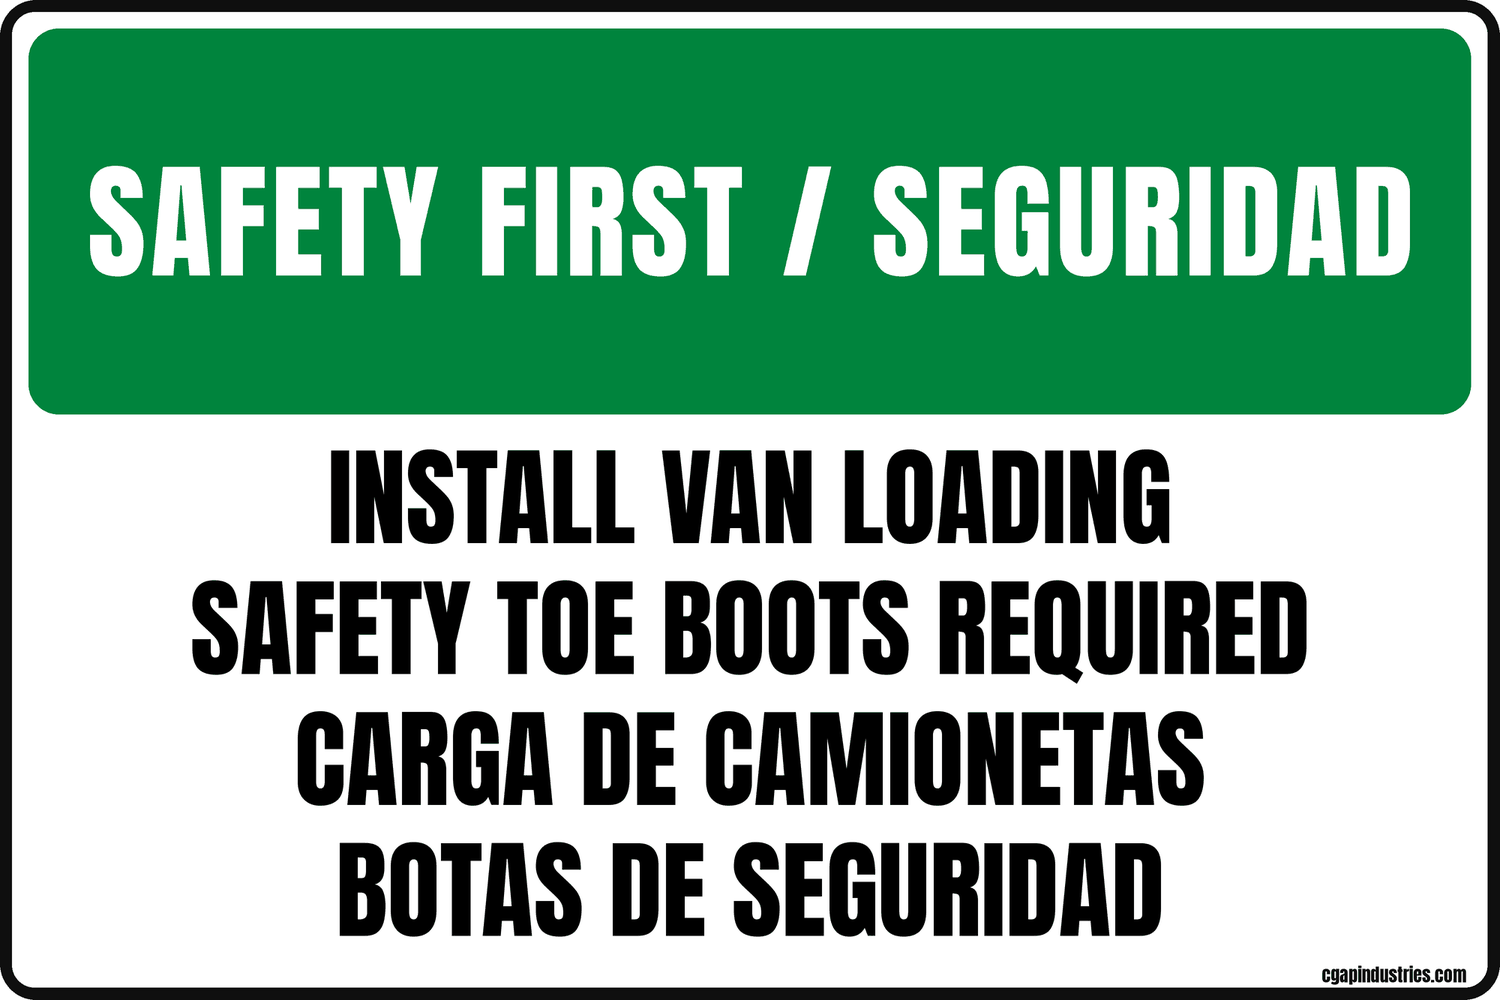 SAFETY FIRST / SEGURIDAD
INSTALL VAN LOADING
SAFETY TOE BOOTS REQUIRED
CARGA DE CAMIONETAS
BOTAS DE SEGURIDAD
cgapindustries.com